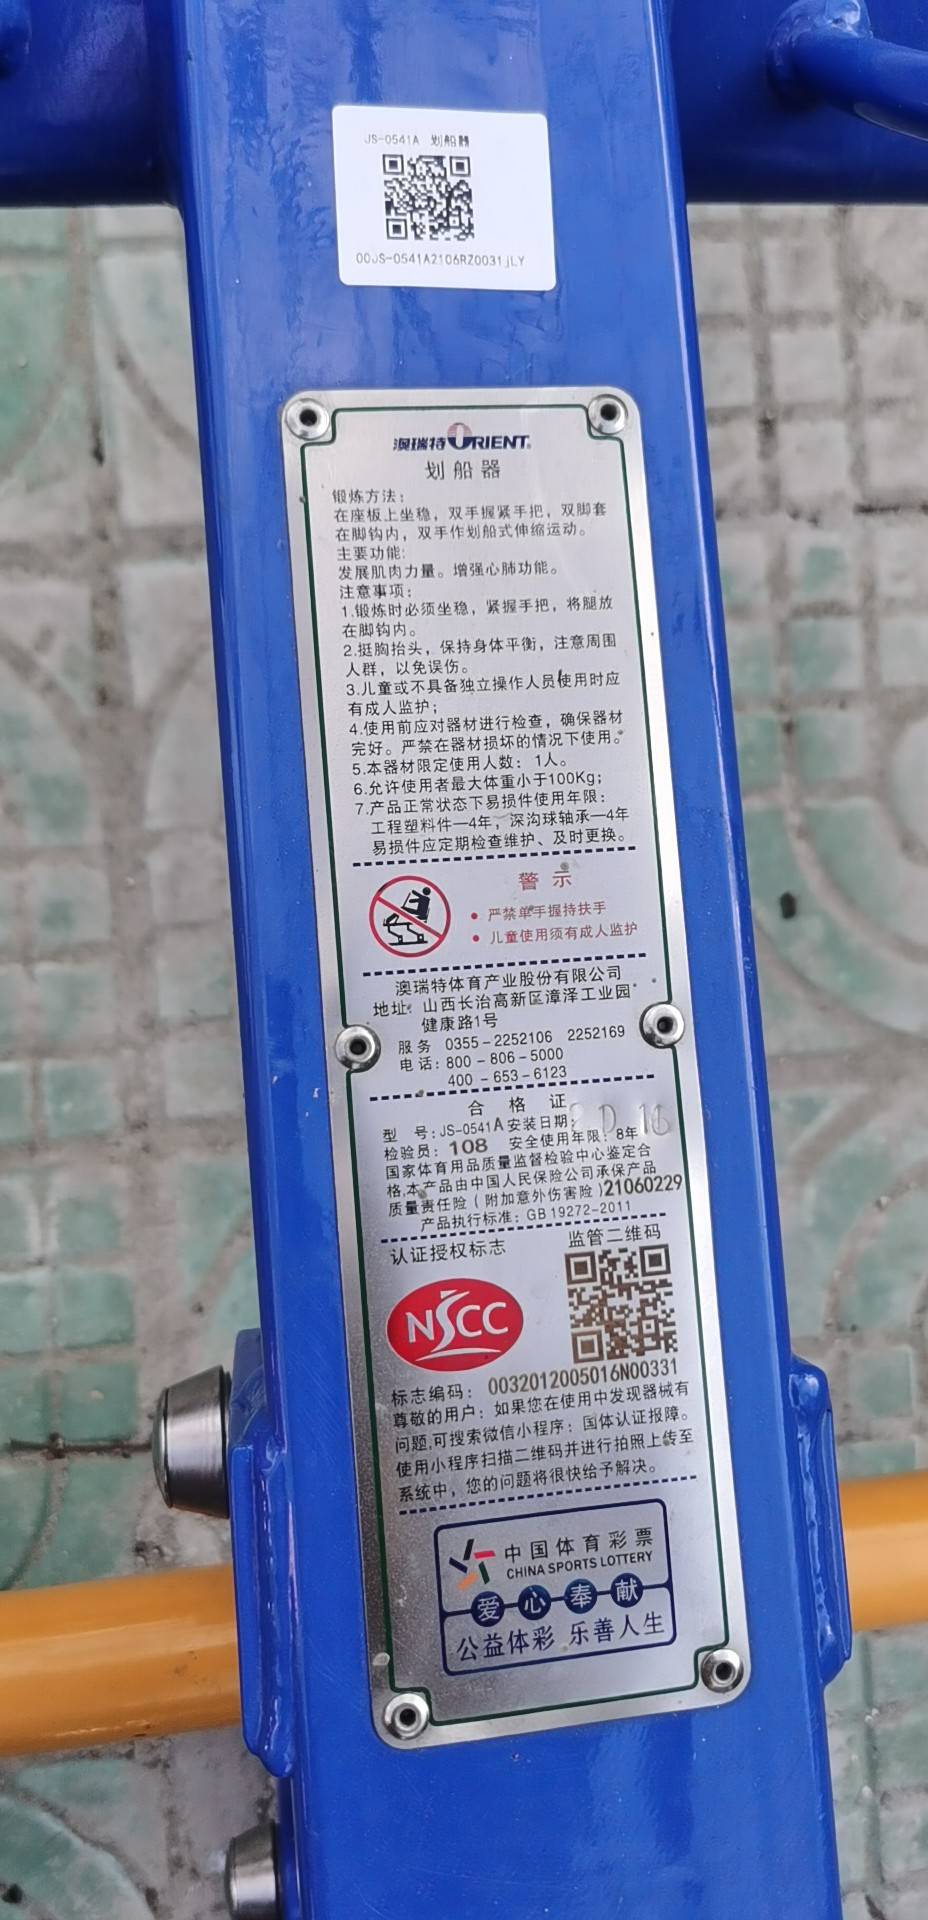 JS-0541A 划船器
00JS-0541A2106RZ0031jLY
澳瑞特ORIENT®
划船器
锻炼方法：
在座板上坐稳，双手握紧手把，双脚套
在脚钩内，双手作划船式伸缩运动。
主要功能:
发展肌肉力量。增强心肺功能。
注意事项：
1.锻炼时必须坐稳，紧握手把，将腿放
在脚钩内。
2.挺胸抬头，保持身体平衡，注意周围
人群，以免误伤。
3.儿童或不具备独立操作人员使用时应
有成人监护；
4.使用前应对器材进行检查，确保器材
完好。严禁在器材损坏的情况下使用。
5.本器材限定使用人数：1人。
6.允许使用者最大体重小于100Kg；
7.产品正常状态下易损件使用年限：
工程塑料件—4年，深沟球轴承—4年
易损件应定期检查维护、及时更换。
警示
● 严禁单手握持扶手
● 儿童使用须有成人监护
澳瑞特体育产业股份有限公司
地址：山西长治高新区漳泽工业园
健康路1号
服务 0355-2252106 2252169
电话：800-806-5000
400-653-6123
合格证
型 号：JS-0541A 安装日期：
检验员：108 安全使用年限：8年
国家体育用品质量监督检验中心鉴定合
格,本产品由中国人民保险公司承保产品
质量责任险（附加意外伤害险）21060229
产品执行标准：GB 19272-2011
认证授权标志 监管二维码
NSCC
标志编码：0032012005016N00331
尊敬的用户：如果您在使用中发现器械有
问题,可搜索微信小程序：国体认证报障。
使用小程序扫描二维码并进行拍照上传至
系统中，您的问题将很快给予解决。
中国体育彩票
CHINA SPORTS LOTTERY
爱心奉献
公益体彩 乐善人生